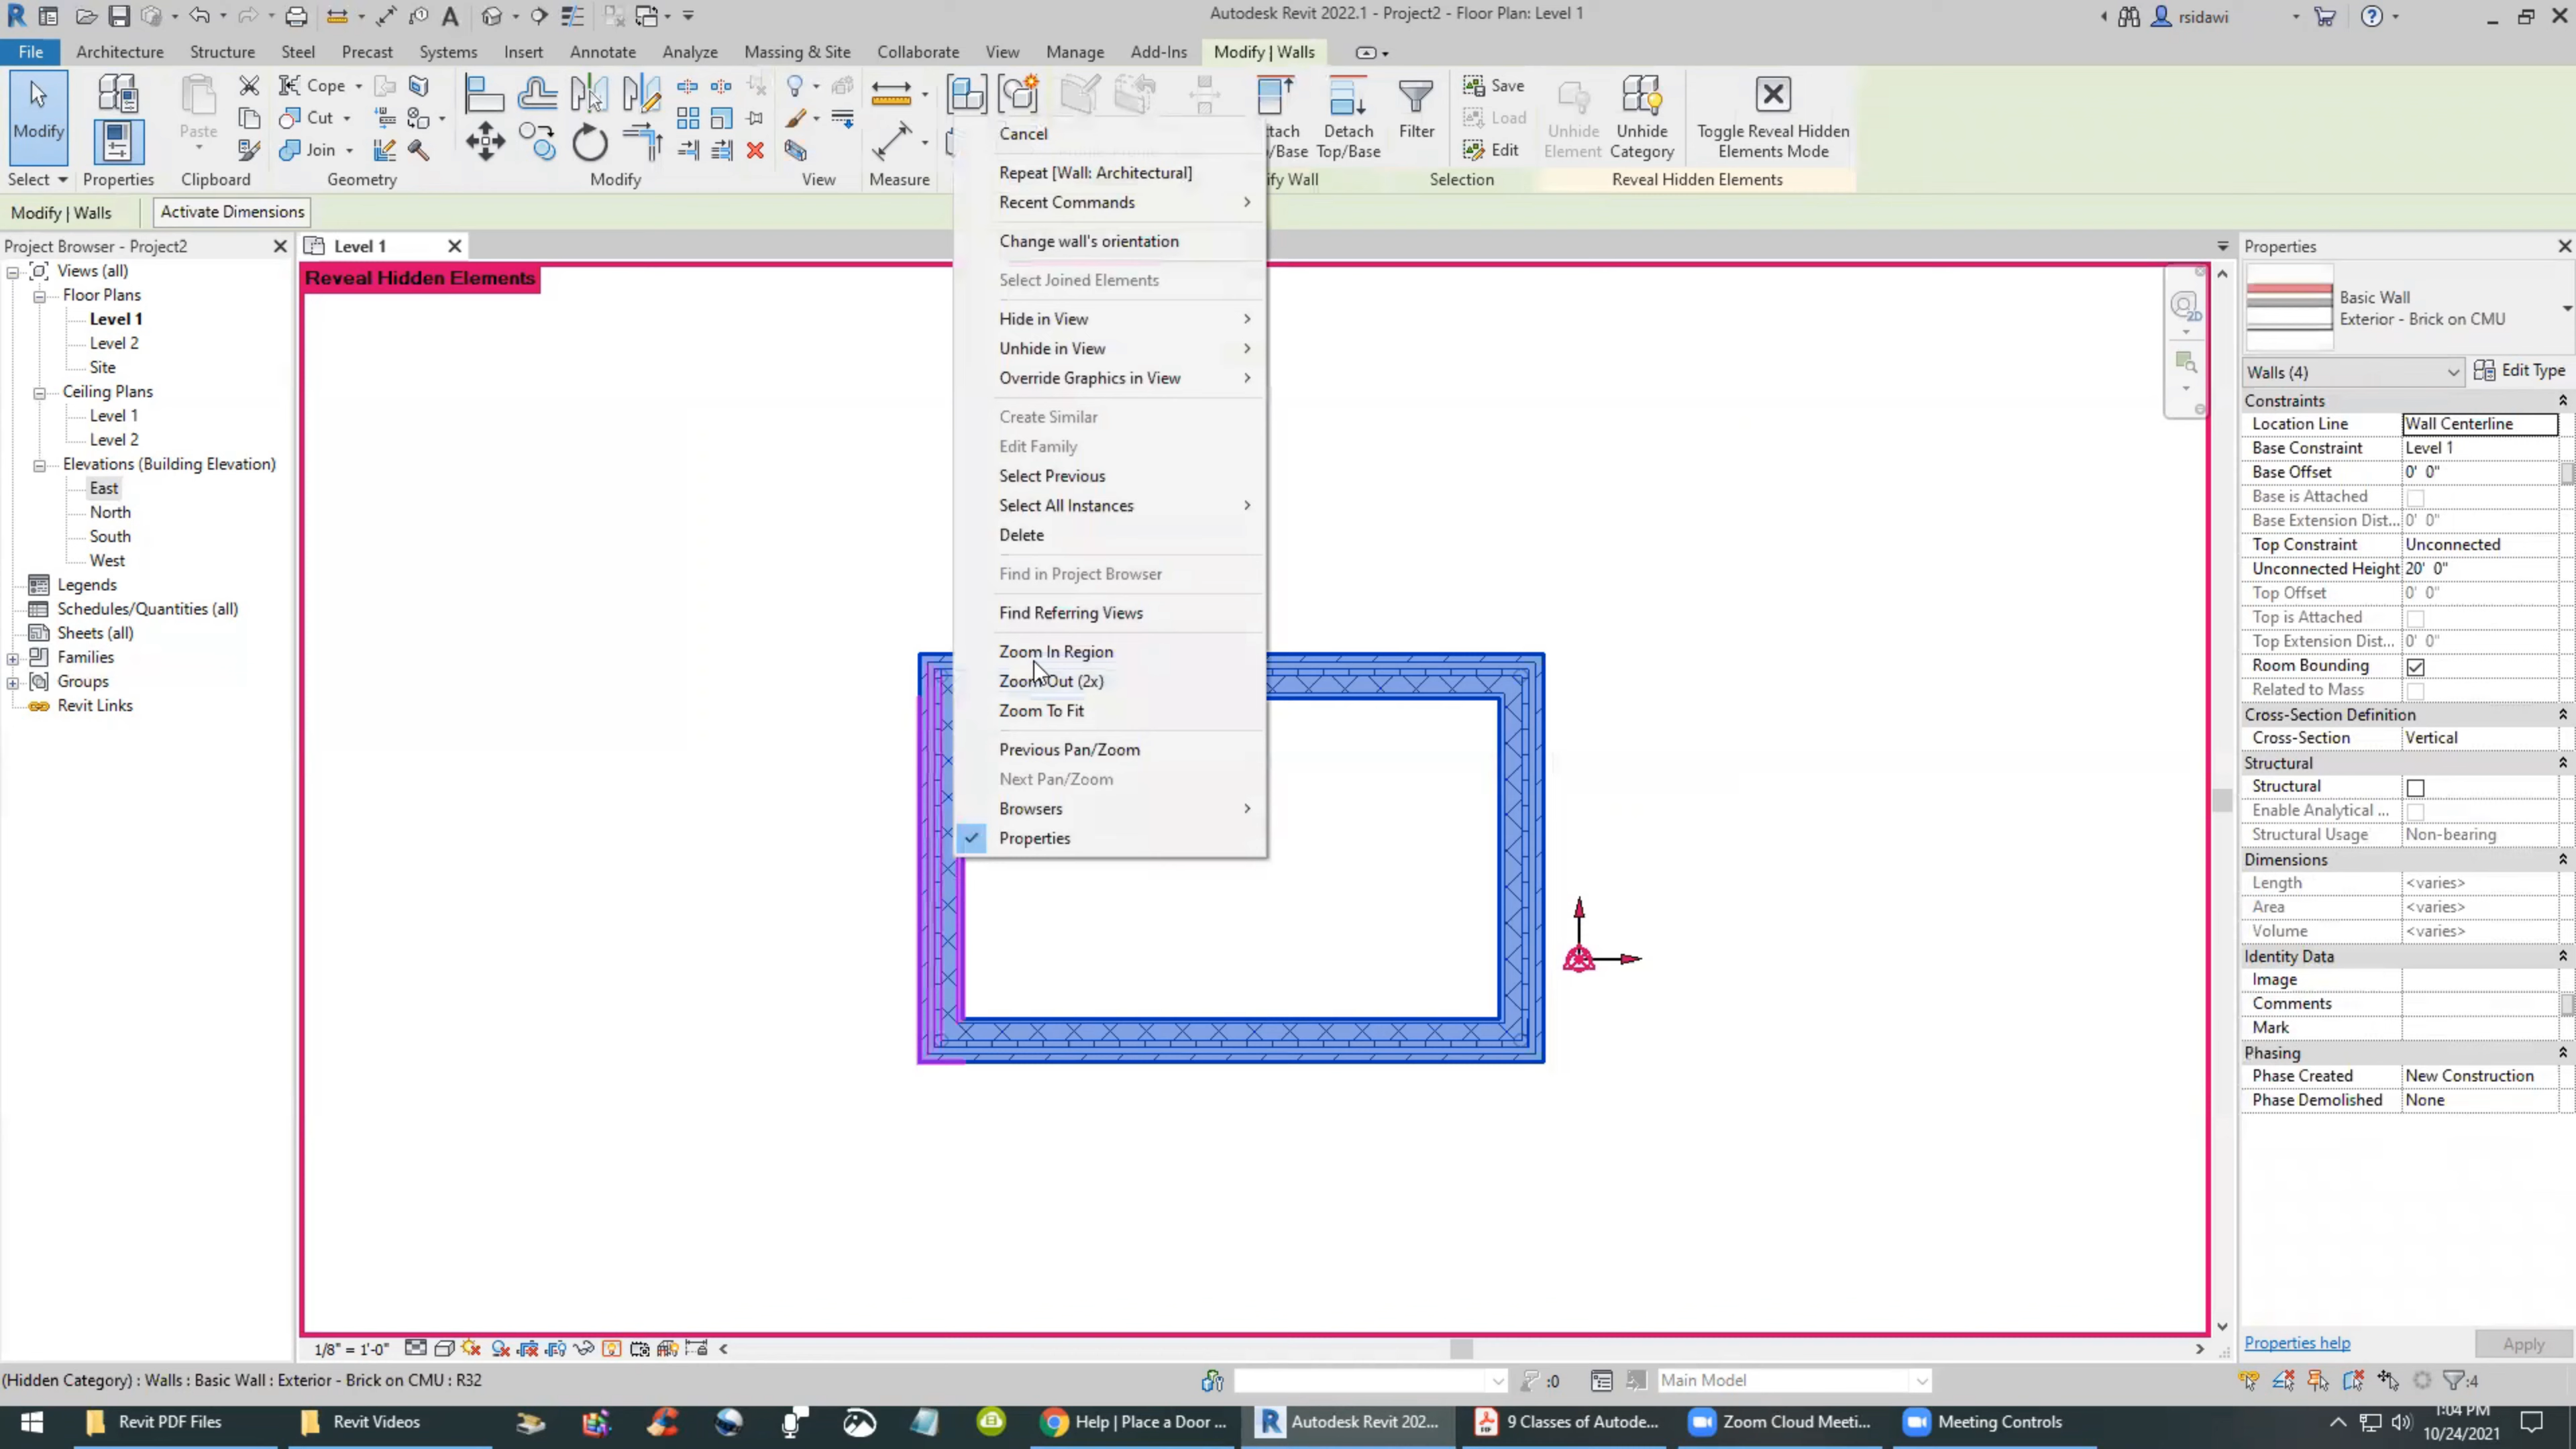 Autodesk Revit 2022.1 - Project2 - Floor Plan: Level 1
rsidawi
File Architecture Structure Steel Precast Systems Insert Annotate Analyze Massing & Site Collaborate View Manage Add-Ins Modify | Walls
Modify
Paste
Cope
Cut
Join
Detach
Top/Base
Filter
Save
Load
Edit
Unhide
Element
Unhide
Category
Toggle Reveal Hidden
Elements Mode
Select Properties Clipboard Geometry Modify View Measure Selection Reveal Hidden Elements
Modify | Walls Activate Dimensions
Project Browser - Project2
Views (all)
Floor Plans
Level 1
Level 2
Site
Ceiling Plans
Level 1
Level 2
Elevations (Building Elevation)
East
North
South
West
Legends
Schedules/Quantities (all)
Sheets (all)
Families
Groups
Revit Links
Level 1
Reveal Hidden Elements
Cancel
Repeat [Wall: Architectural]
Recent Commands
Change wall's orientation
Select Joined Elements
Hide in View
Unhide in View
Override Graphics in View
Create Similar
Edit Family
Select Previous
Select All Instances
Delete
Find in Project Browser
Find Referring Views
Zoom In Region
Zoom Out (2x)
Zoom To Fit
Previous Pan/Zoom
Next Pan/Zoom
Browsers
Properties
2D
Properties
Basic Wall
Exterior - Brick on CMU
Walls (4) Edit Type
Constraints
Location Line Wall Centerline
Base Constraint Level 1
Base Offset 0' 0"
Base is Attached
Base Extension Dist... 0' 0"
Top Constraint Unconnected
Unconnected Height 20' 0"
Top Offset 0' 0"
Top is Attached
Top Extension Dist... 0' 0"
Room Bounding
Related to Mass
Cross-Section Definition
Cross-Section Vertical
Structural
Structural
Enable Analytical ...
Structural Usage Non-bearing
Dimensions
Length <varies>
Area <varies>
Volume <varies>
Identity Data
Image
Comments
Mark
Phasing
Phase Created New Construction
Phase Demolished None
Properties help Apply
1/8" = 1'-0"
(Hidden Category) : Walls : Basic Wall : Exterior - Brick on CMU : R32
:0 Main Model :4
Revit PDF Files Revit Videos Help | Place a Door ... Autodesk Revit 202... 9 Classes of Autode... Zoom Cloud Meeti... Meeting Controls
1:04 PM
10/24/2021